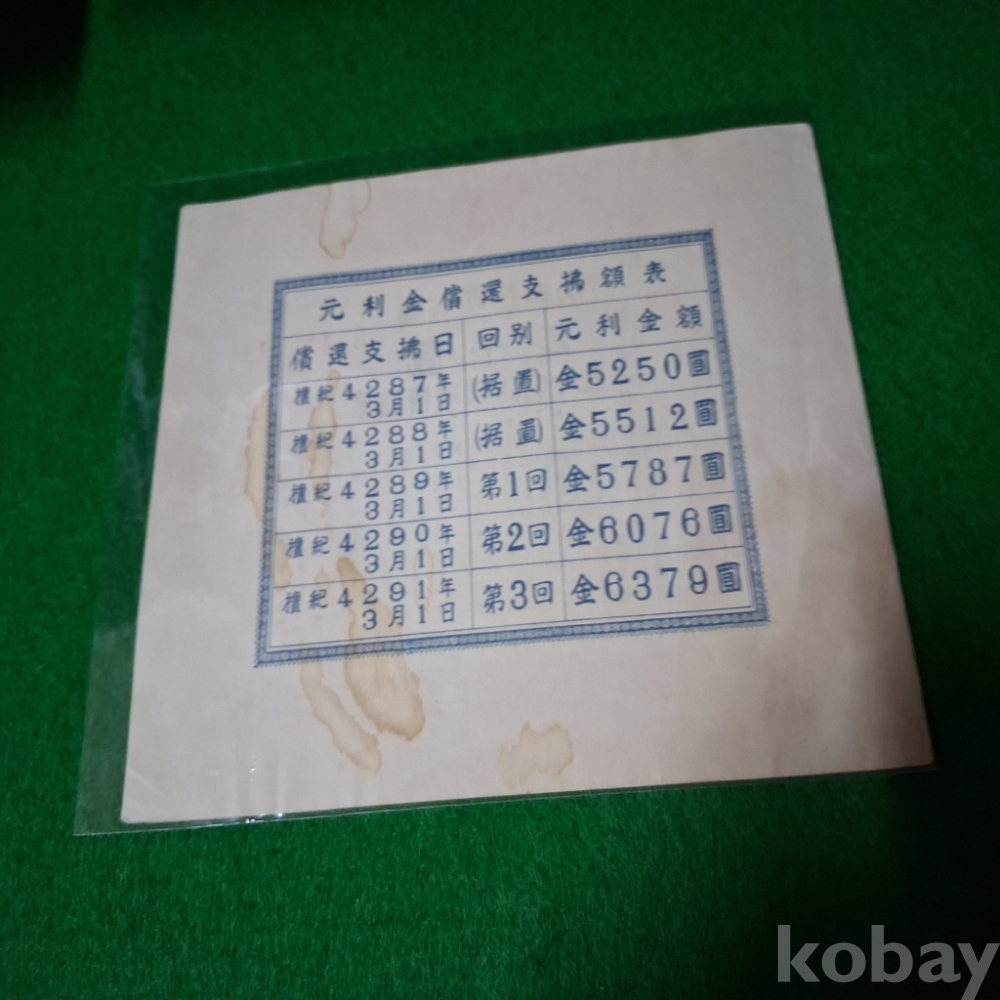 元利金償還支拂額表
償還支拂日 回別 元利金額
檀紀4287年3月1日 (据置) 金5250圓
檀紀4288年3月1日 (据置) 金5512圓
檀紀4289年3月1日 第1回 金5787圓
檀紀4290年3月1日 第2回 金6076圓
檀紀4291年3月1日 第3回 金6379圓
kobay